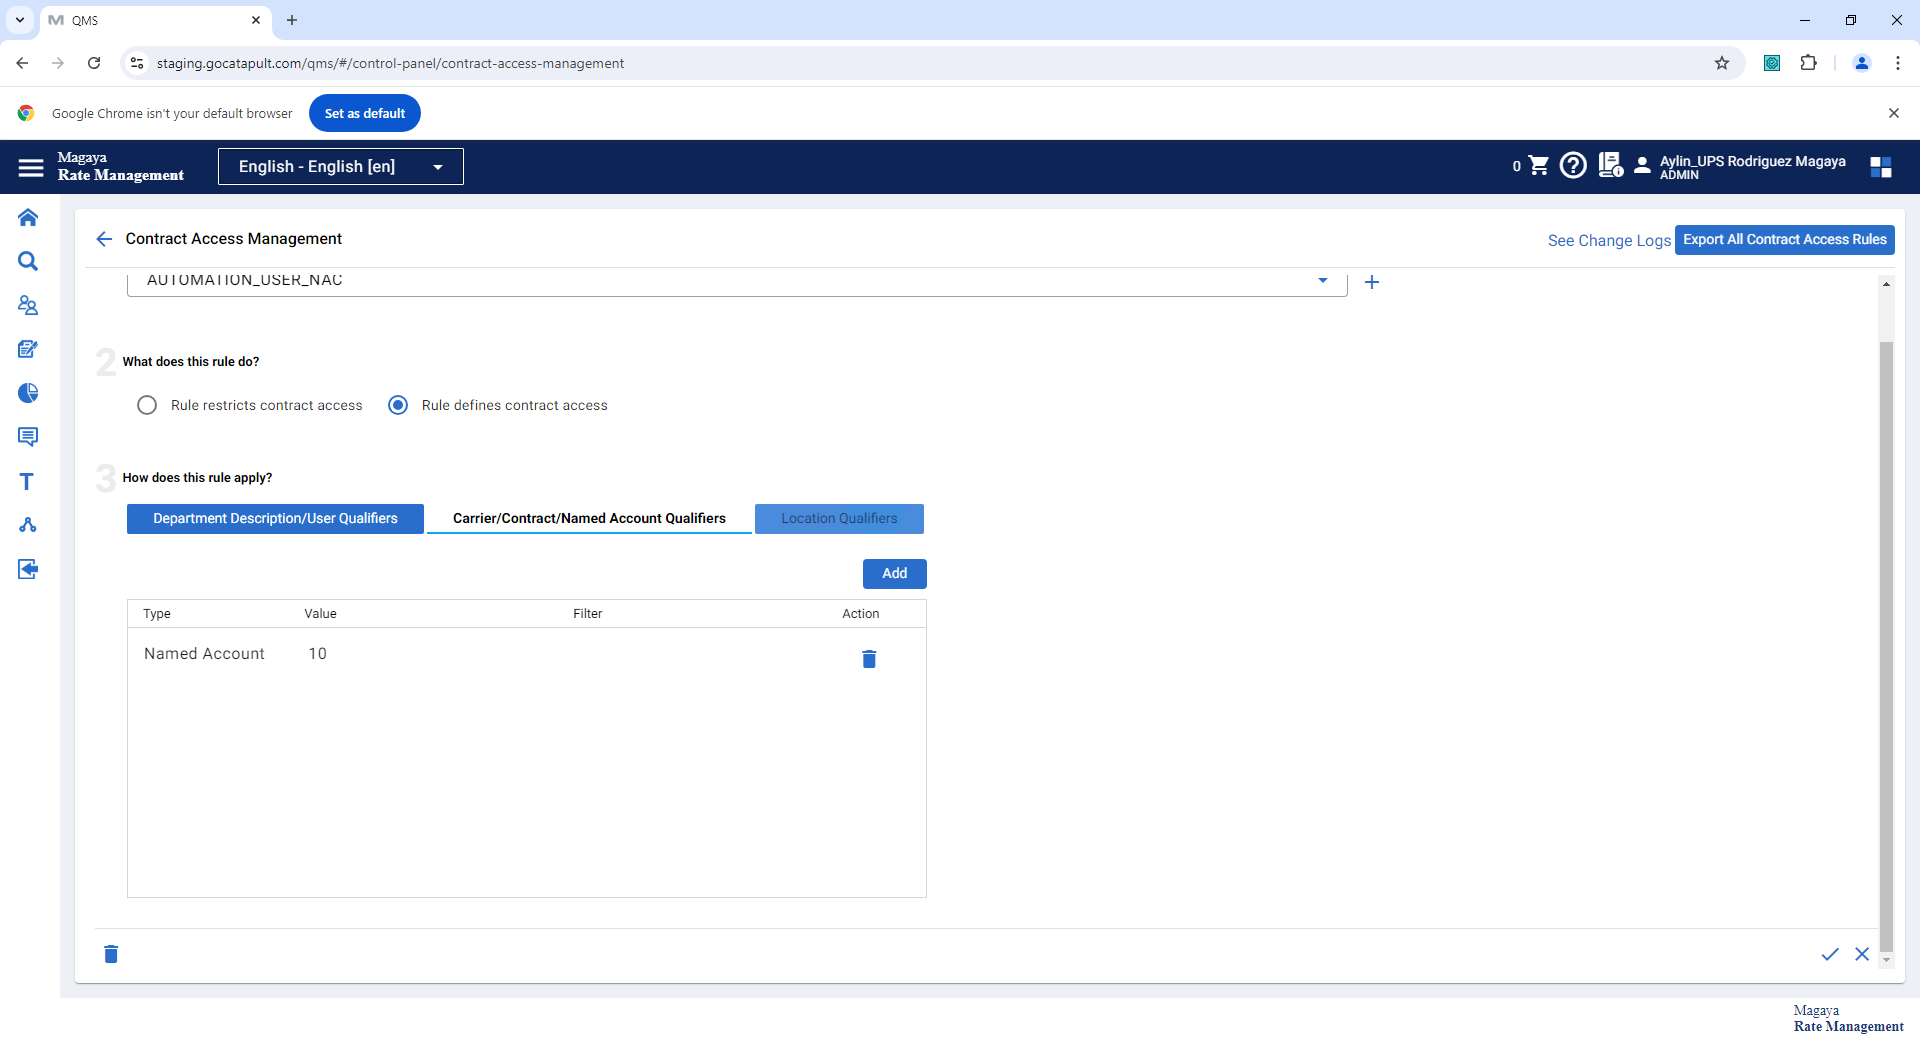 QMS
staging.gocatapult.com/qms/#/control-panel/contract-access-management
Google Chrome isn't your default browser
Set as default
Magaya
Rate Management
English - English [en]
0
Aylin_UPS Rodriguez Magaya
ADMIN
Contract Access Management
See Change Logs
Export All Contract Access Rules
AUTOMATION_USER_NAC
2 What does this rule do?
Rule restricts contract access
Rule defines contract access
3 How does this rule apply?
Department Description/User Qualifiers
Carrier/Contract/Named Account Qualifiers
Location Qualifiers
Add
Type Value Filter Action
Named Account 10
Magaya
Rate Management